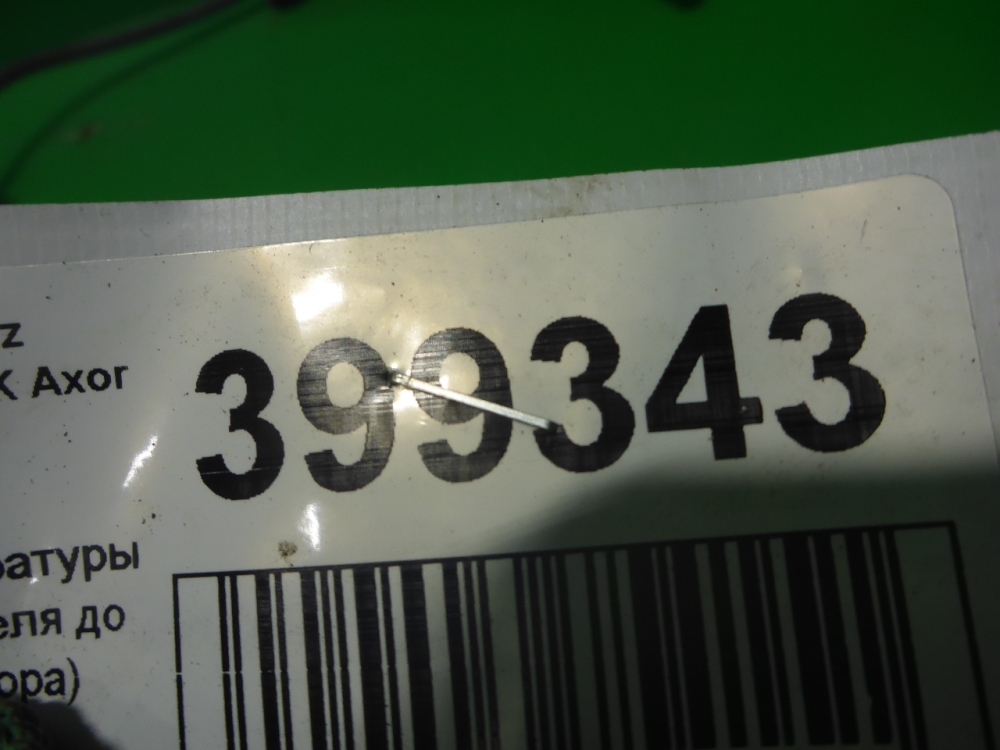 z
K Axor
399343
ратуры
еля до
ора)